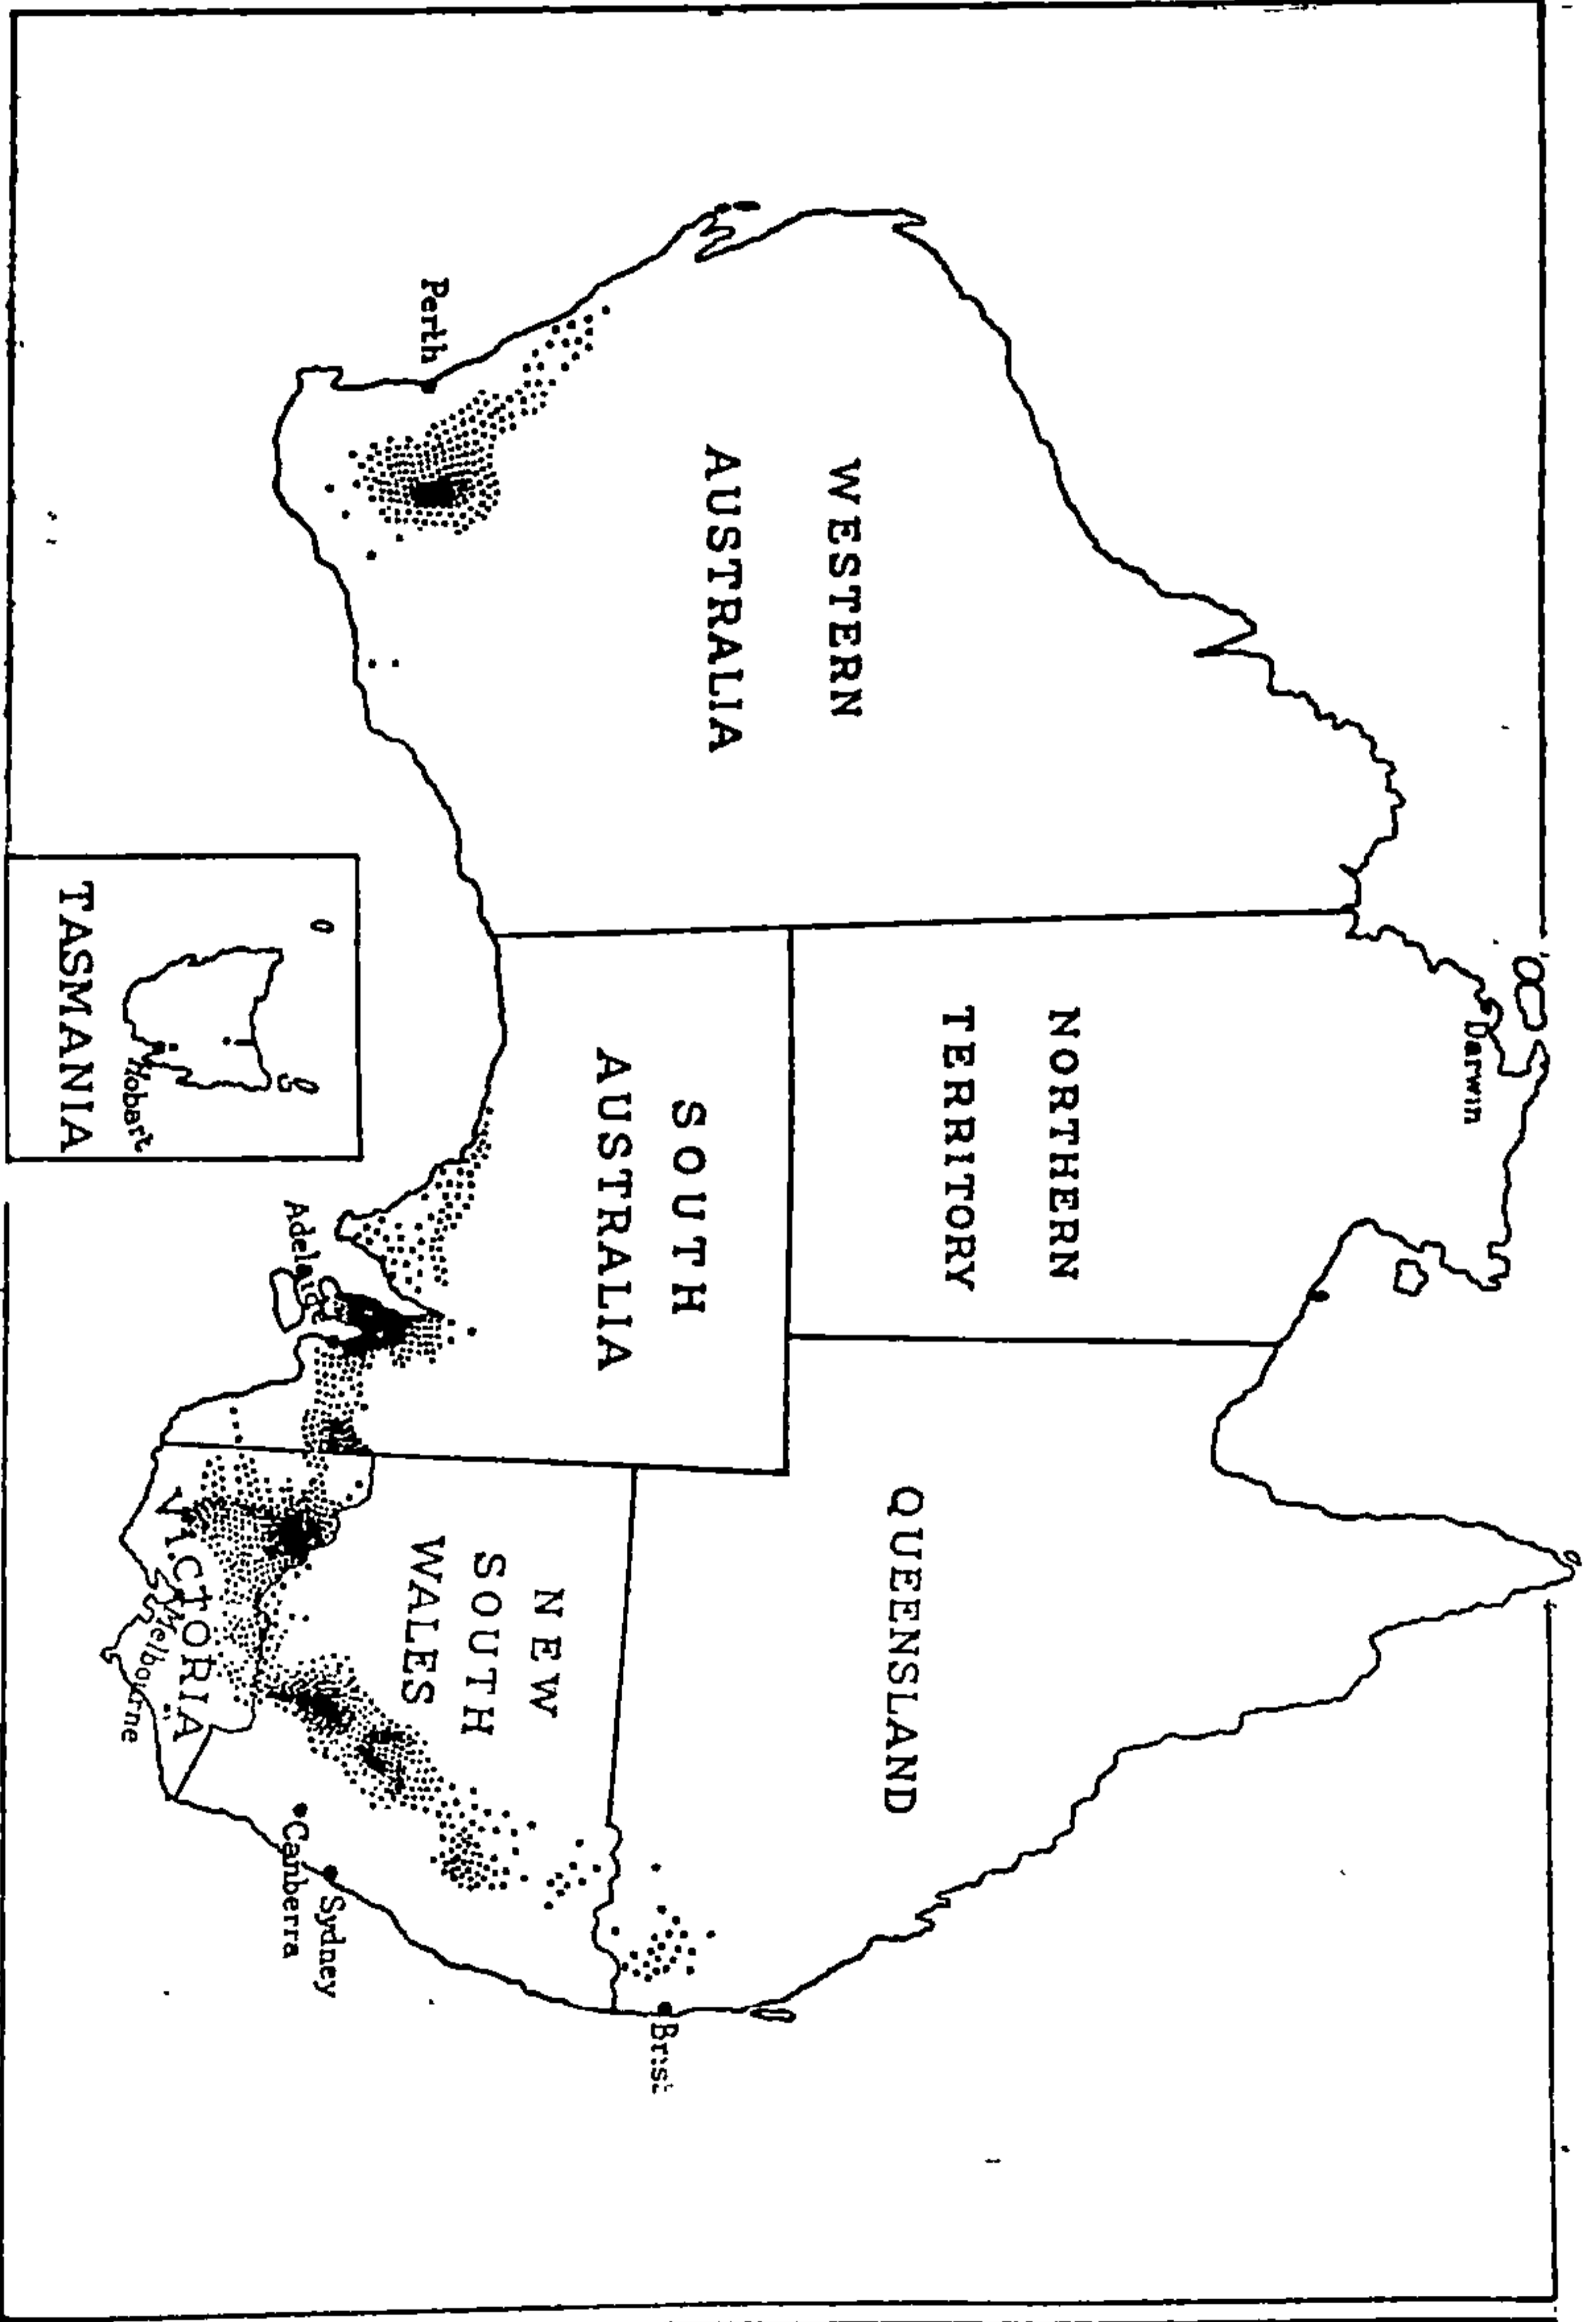 Darwin
NORTHERN
TERRITORY
WESTERN
AUSTRALIA
QUEENSLAND
SOUTH
AUSTRALIA
NEW
SOUTH
WALES
Perth
Adelaide
Sydney
Canberra
VICTORIA
Melbourne
TASMANIA
Hobart